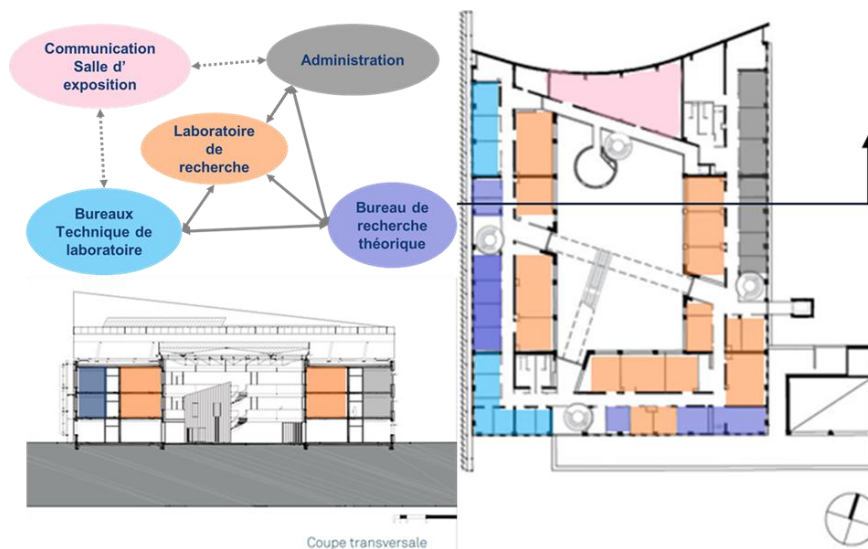 Communication
Salle d’
exposition
Administration
Laboratoire
de
recherche
Bureaux
Technique de
laboratoire
Bureau de
recherche
théorique
Coupe transversale